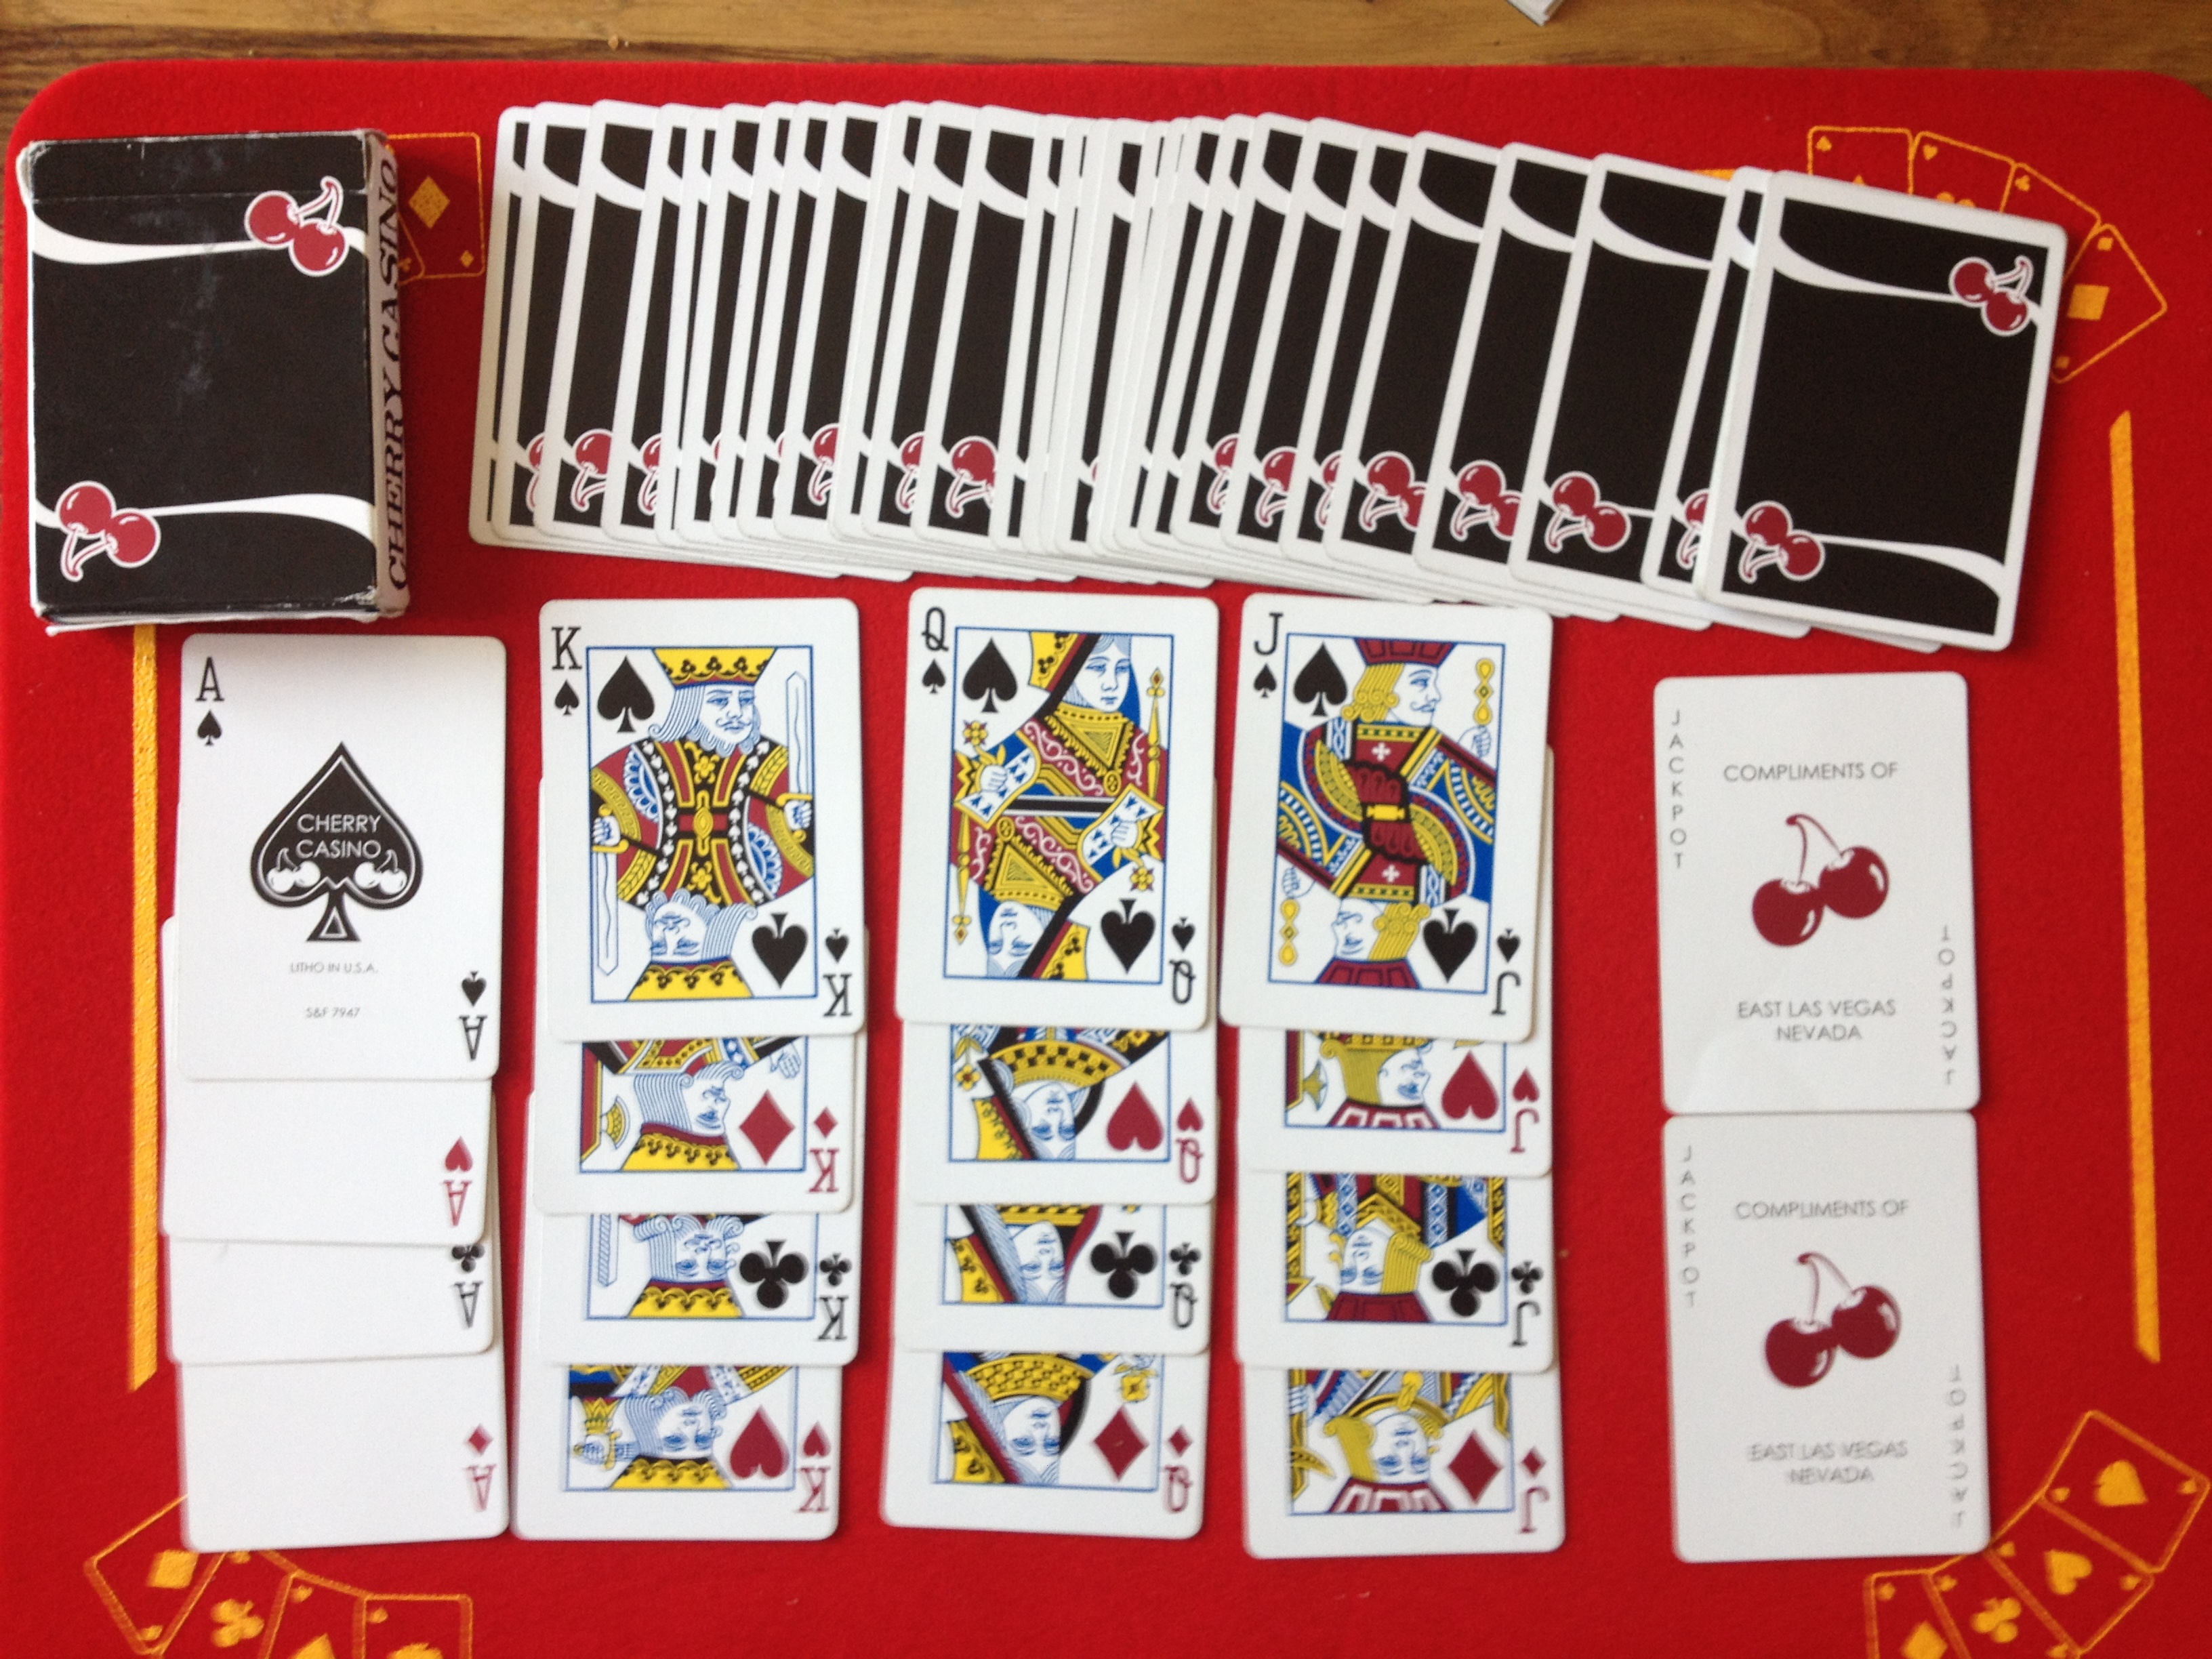 CHERRY CASINO
A
CHERRY
CASINO
LITHO IN U.S.A.
S&F 7947
A
A
A
A
K
K
K
K
K
Q
Q
Q
Q
Q
J
J
J
J
J
JACKPOT
COMPLIMENTS OF
EAST LAS VEGAS
NEVADA
JACKPOT
JACKPOT
COMPLIMENTS OF
EAST LAS VEGAS
NEVADA
JACKPOT